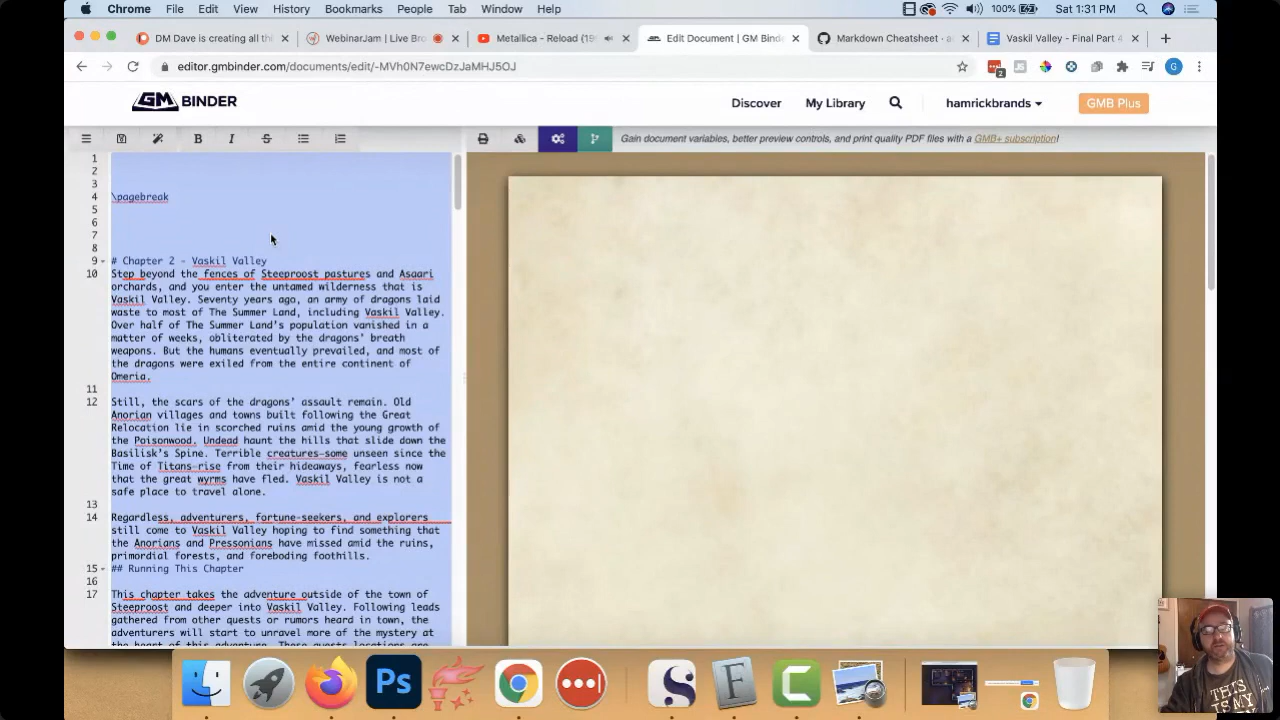 Chrome File Edit View History Bookmarks People Tab Window Help 100% Sat 1:31 PM
DM Dave is creating all th WebinarJam | Live Bro Metallica - Reload (19 Edit Document | GM Bin Markdown Cheatsheet · a Vaskil Valley - Final Part 4
editor.gmbinder.com/documents/edit/-MVh0N7ewcDzJaMHJ5OJ 2 G
GM BINDER Discover My Library hamrickbrands GMB Plus
B I S Gain document variables, better preview controls, and print quality PDF files with a GMB+ subscription!
1
2
3
4 \pagebreak
5
6
7
8
9 # Chapter 2 - Vaskil Valley
10 Step beyond the fences of Steeproost pastures and Asaari
orchards, and you enter the untamed wilderness that is
Vaskil Valley. Seventy years ago, an army of dragons laid
waste to most of The Summer Land, including Vaskil Valley.
Over half of The Summer Land's population vanished in a
matter of weeks, obliterated by the dragons' breath
weapons. But the humans eventually prevailed, and most of
the dragons were exiled from the entire continent of
Omeria.
11
12 Still, the scars of the dragons' assault remain. Old
Anorian villages and towns built following the Great
Relocation lie in scorched ruins amid the young growth of
the Poisonwood. Undead haunt the hills that slide down the
Basilisk's Spine. Terrible creatures—some unseen since the
Time of Titans—rise from their hideaways, fearless now
that the great wyrms have fled. Vaskil Valley is not a
safe place to travel alone.
13
14 Regardless, adventurers, fortune-seekers, and explorers
still come to Vaskil Valley hoping to find something that
the Anorians and Pressonians have missed amid the ruins,
primordial forests, and foreboding foothills.
15 ## Running This Chapter
16
17 This chapter takes the adventure outside of the town of
Steeproost and deeper into Vaskil Valley. Following leads
gathered from other quests or rumors heard in town, the
adventurers will start to unravel more of the mystery at
Ps S F C
THIS IS MY